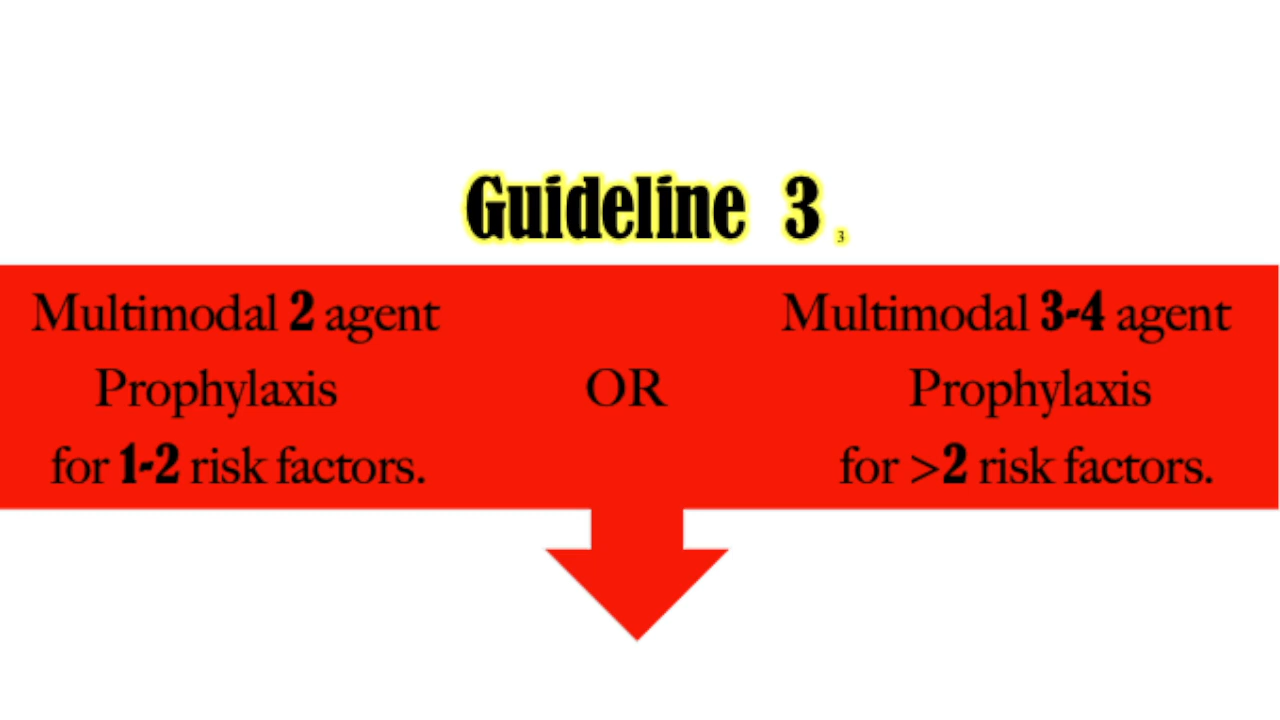 Guideline 3 3
Multimodal 2 agent
Prophylaxis
for 1-2 risk factors.
OR
Multimodal 3-4 agent
Prophylaxis
for >2 risk factors.